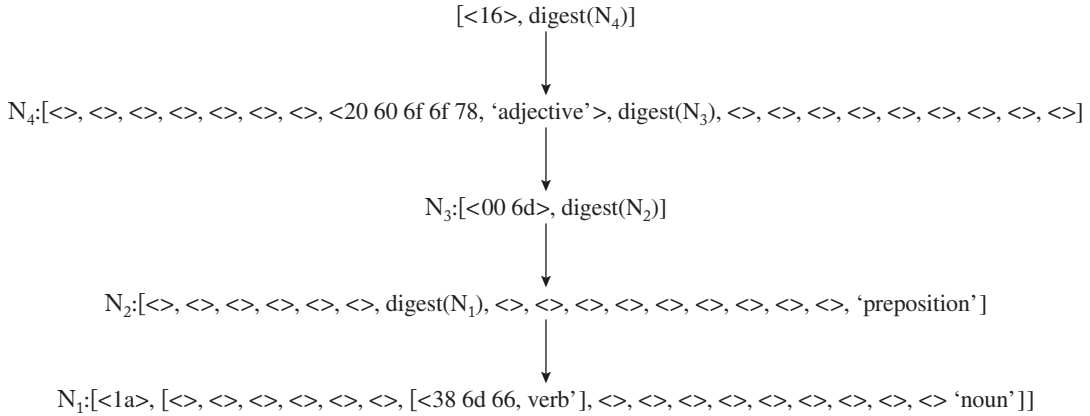 [<16>, digest(N₄)]
N₄:[<>, <>, <>, <>, <>, <>, <>, <20 60 6f 6f 78, ‘adjective’>, digest(N₃), <>, <>, <>, <>, <>, <>, <>, <>, <>]
N₃:[<00 6d>, digest(N₂)]
N₂:[<>, <>, <>, <>, <>, <>, digest(N₁), <>, <>, <>, <>, <>, <>, <>, <>, <>, ‘preposition’]
N₁:[<1a>, [<>, <>, <>, <>, <>, <>, [<38 6d 66, verb’], <>, <>, <>, <>, <>, <>, <>, <>, <> ‘noun’]]